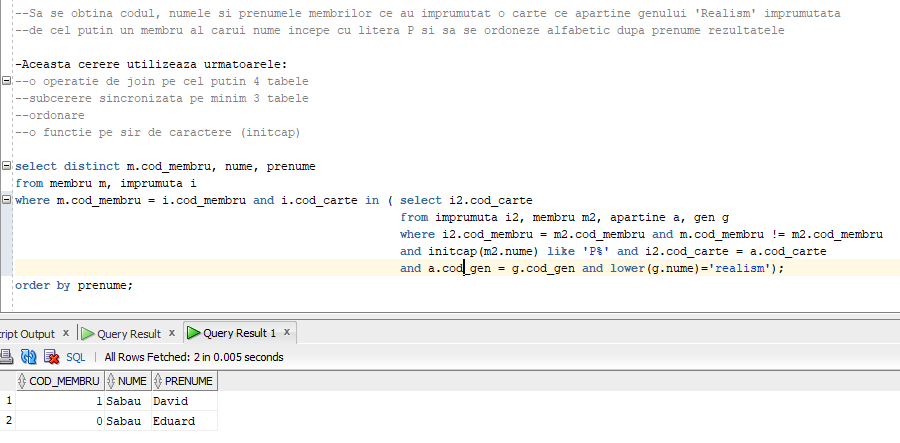 --Sa se obtina codul, numele si prenumele membrilor ce au imprumutat o carte ce apartine genului 'Realism' imprumutata
--de cel putin un membru al carui nume incepe cu litera P si sa se ordoneze alfabetic dupa prenume rezultatele
-Aceasta cerere utilizeaza urmatoarele:
--o operatie de join pe cel putin 4 tabele
--subcerere sincronizata pe minim 3 tabele
--ordonare
--o functie pe sir de caractere (initcap)
select distinct m.cod_membru, nume, prenume
from membru m, imprumuta i
where m.cod_membru = i.cod_membru and i.cod_carte in ( select i2.cod_carte
from imprumuta i2, membru m2, apartine a, gen g
where i2.cod_membru = m2.cod_membru and m.cod_membru != m2.cod_membru
and initcap(m2.nume) like 'P%' and i2.cod_carte = a.cod_carte
and a.cod_gen = g.cod_gen and lower(g.nume)='realism');
order by prenume;
ript Output x Query Result x Query Result 1 x
SQL | All Rows Fetched: 2 in 0.005 seconds
COD_MEMBRU NUME PRENUME
1 1 Sabau David
2 0 Sabau Eduard